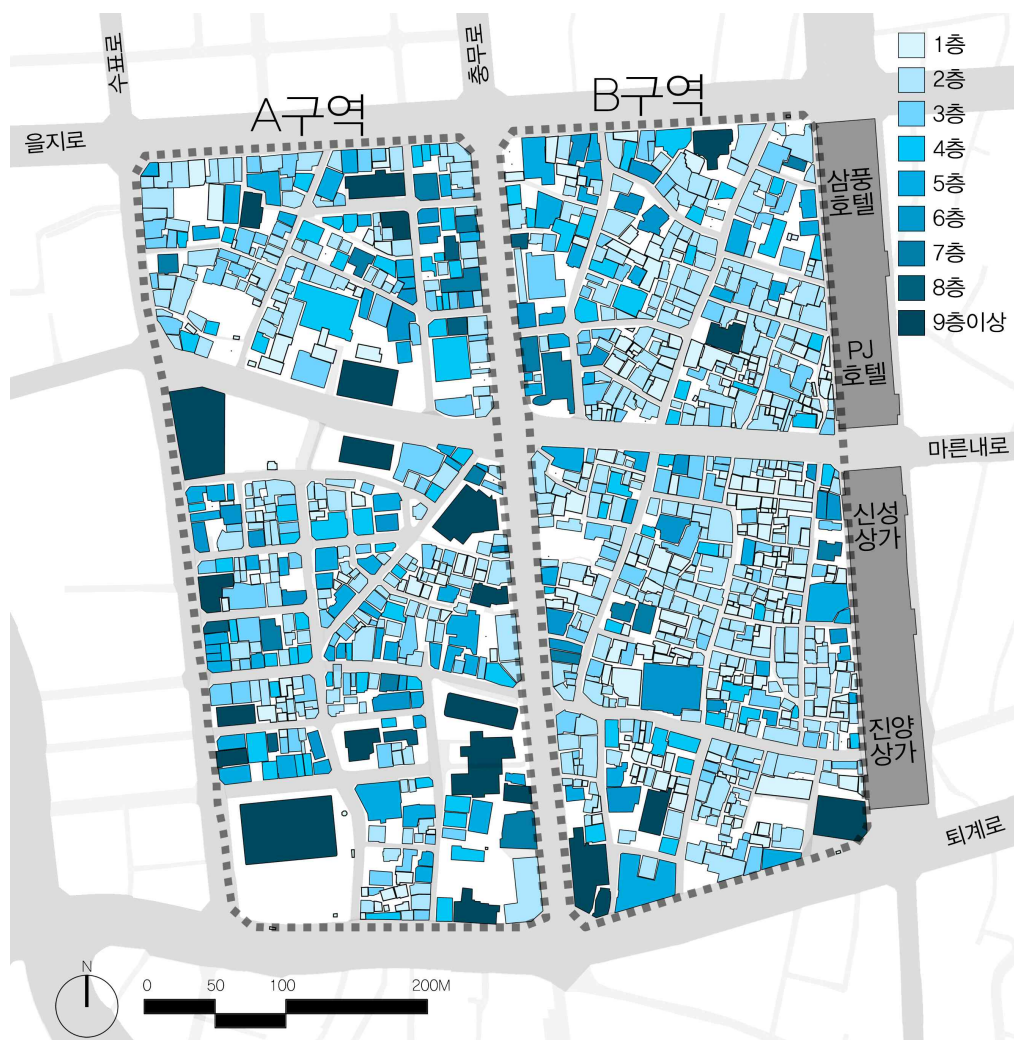 수표로
충무로
을지로
A구역
B구역
1층
2층
3층
4층
5층
6층
7층
8층
9층이상
삼풍
호텔
PJ
호텔
마른내로
신성
상가
진양
상가
퇴계로
N
0
50
100
200M